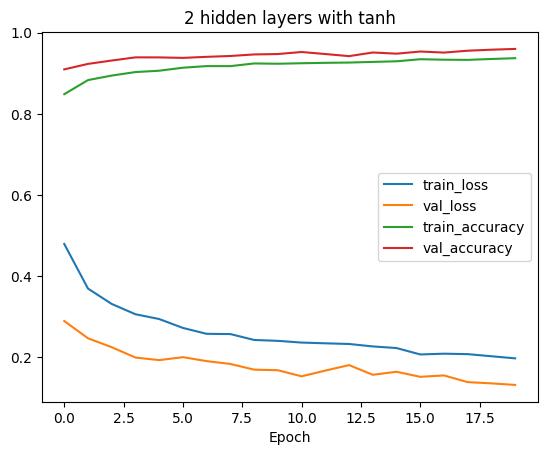 2 hidden layers with tanh
1.0
0.8
0.6
0.4
0.2
train_loss
val_loss
train_accuracy
val_accuracy
0.0 2.5 5.0 7.5 10.0 12.5 15.0 17.5
Epoch